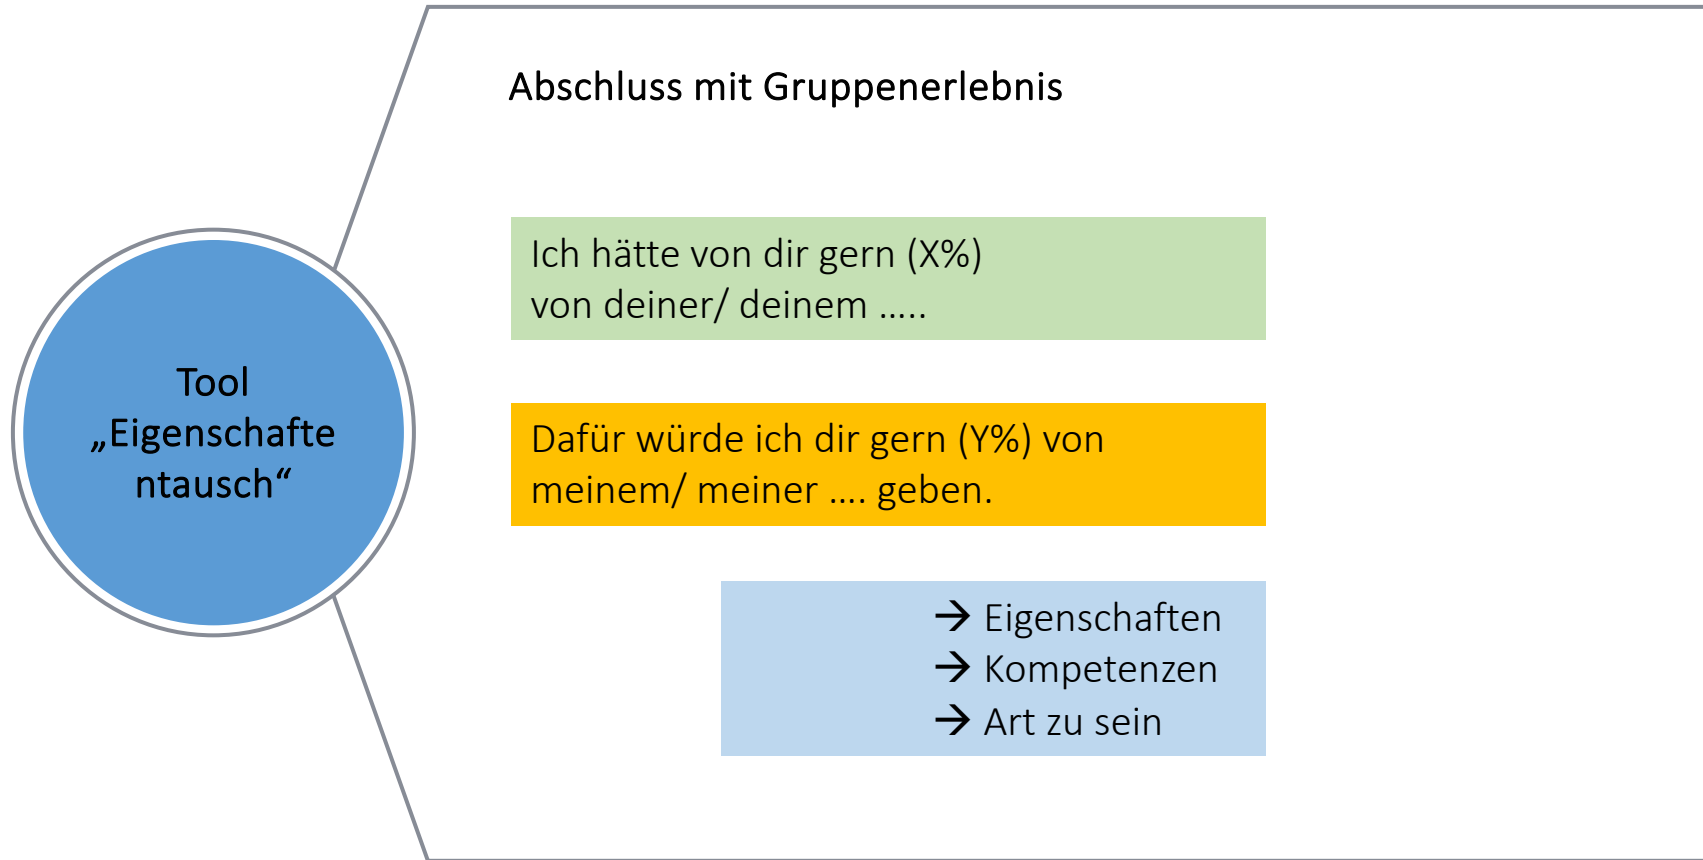 Abschluss mit Gruppenerlebnis
Ich hätte von dir gern (X%)
von deiner/ deinem .....
Tool
„Eigenschafte
ntausch“
Dafür würde ich dir gern (Y%) von
meinem/ meiner .... geben.
→ Eigenschaften
→ Kompetenzen
→ Art zu sein